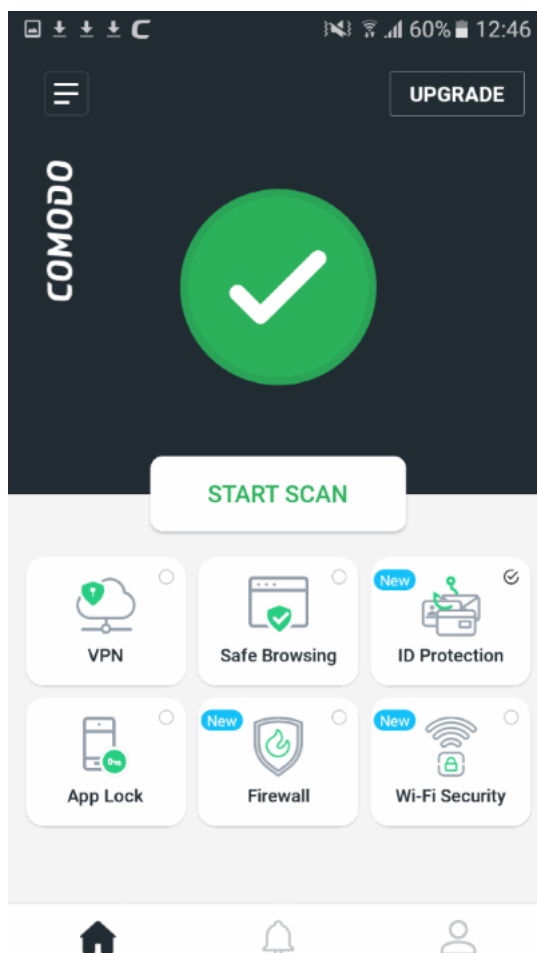 60% 12:46
UPGRADE
COMODO
START SCAN
VPN
Safe Browsing
New
ID Protection
App Lock
New
Firewall
New
Wi-Fi Security